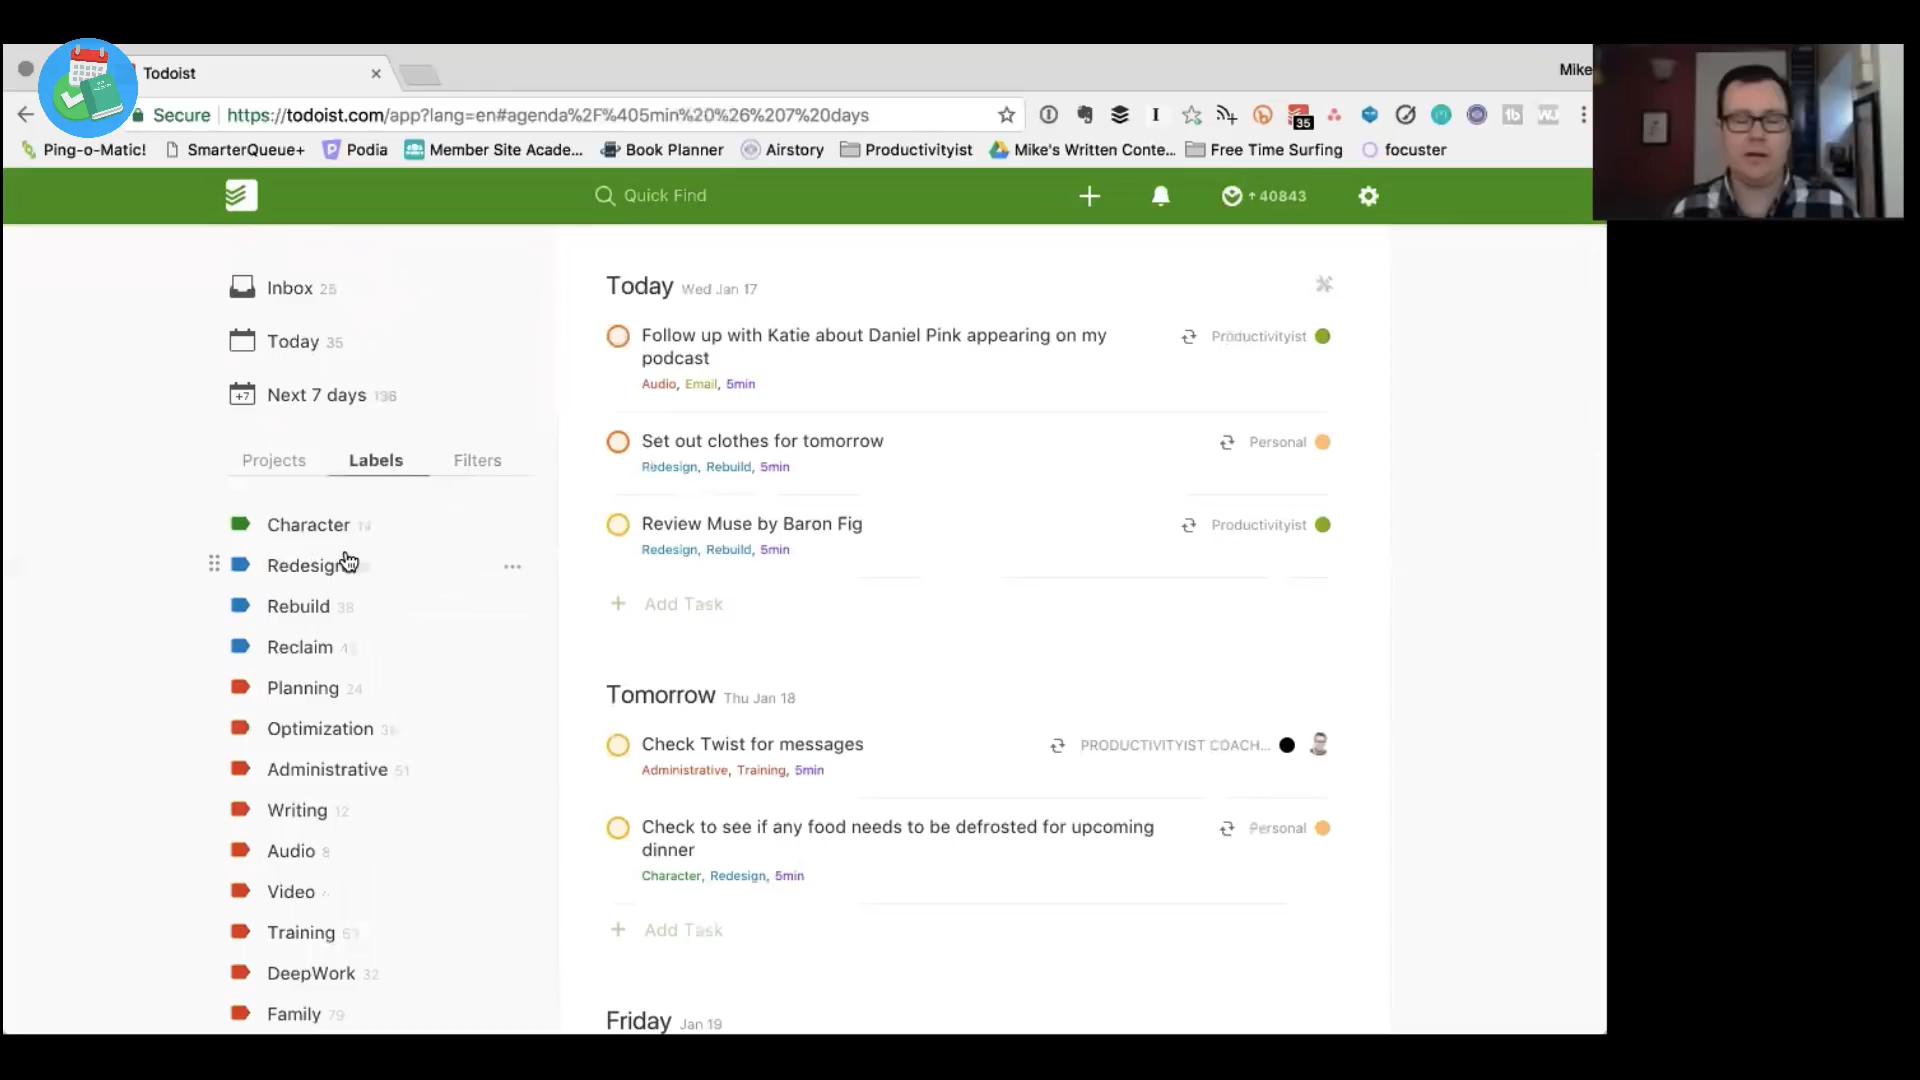 Todoist
Mike
Secure https://todoist.com/app?lang=en#agenda%2F%405min%20%26%207%20days
35
Ping-o-Matic! SmarterQueue+ Podia Member Site Acade... Book Planner Airstory Productivityist Mike's Written Conte... Free Time Surfing focuster
Quick Find
40843
Inbox 25
Today 35
Next 7 days 136
Projects Labels Filters
Character 14
Redesign
Rebuild 38
Reclaim
Planning 24
Optimization
Administrative 51
Writing 12
Audio 8
Video
Training
DeepWork 32
Family 79
Today Wed Jan 17
Follow up with Katie about Daniel Pink appearing on my
podcast
Productivityist
Audio, Email, 5min
Set out clothes for tomorrow
Personal
Redesign, Rebuild, 5min
Review Muse by Baron Fig
Productivityist
Redesign, Rebuild, 5min
+ Add Task
Tomorrow Thu Jan 18
Check Twist for messages
PRODUCTIVITYIST COACH...
Administrative, Training, 5min
Check to see if any food needs to be defrosted for upcoming
dinner
Personal
Character, Redesign, 5min
+ Add Task
Friday Jan 19